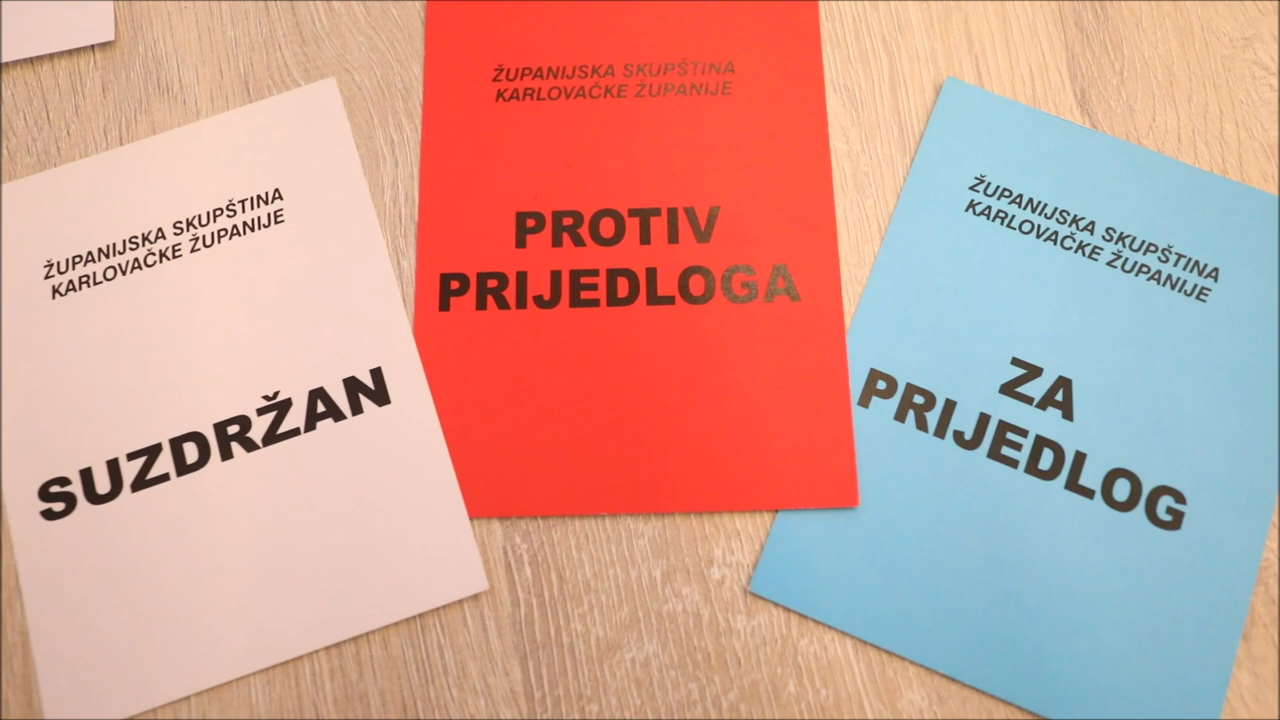 ŽUPANIJSKA SKUPŠTINA
KARLOVAČKE ŽUPANIJE
SUZDRŽAN
ŽUPANIJSKA SKUPŠTINA
KARLOVAČKE ŽUPANIJE
PROTIV
PRIJEDLOGA
ŽUPANIJSKA SKUPŠTINA
KARLOVAČKE ŽUPANIJE
ZA
PRIJEDLOG